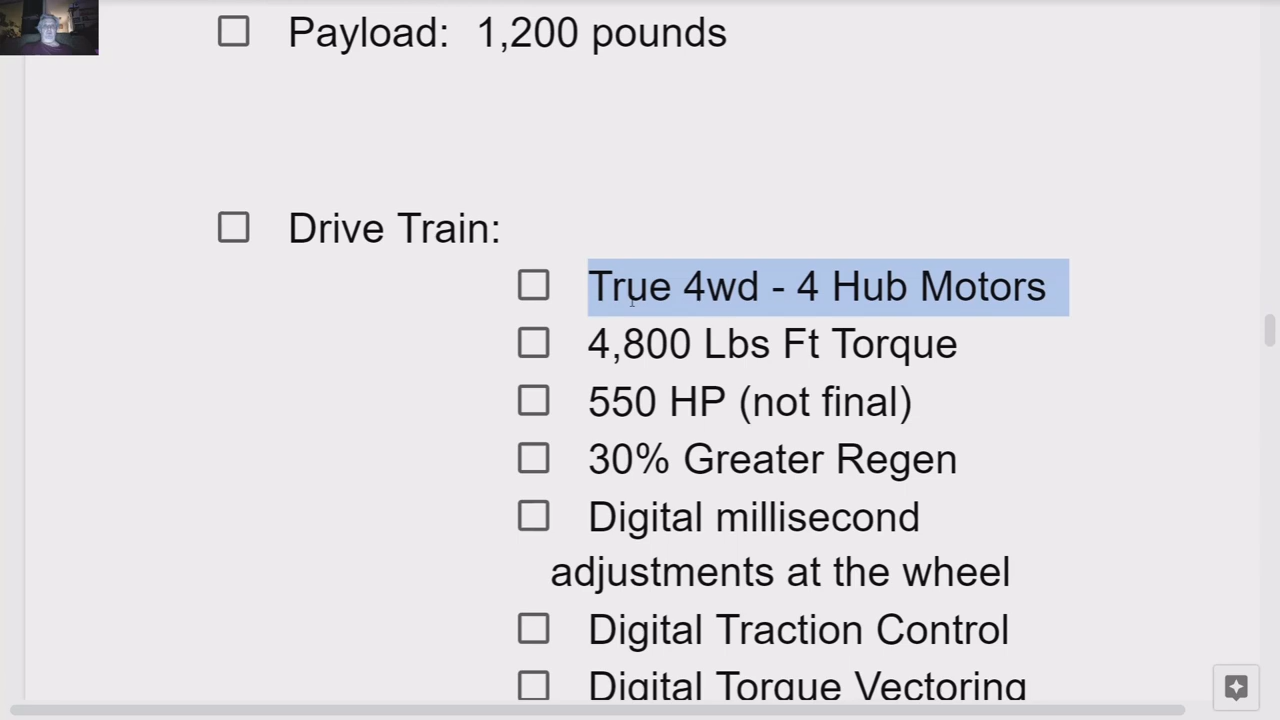 Payload: 1,200 pounds
Drive Train:
True 4wd - 4 Hub Motors
4,800 Lbs Ft Torque
550 HP (not final)
30% Greater Regen
Digital millisecond
adjustments at the wheel
Digital Traction Control
Digital Torque Vectoring